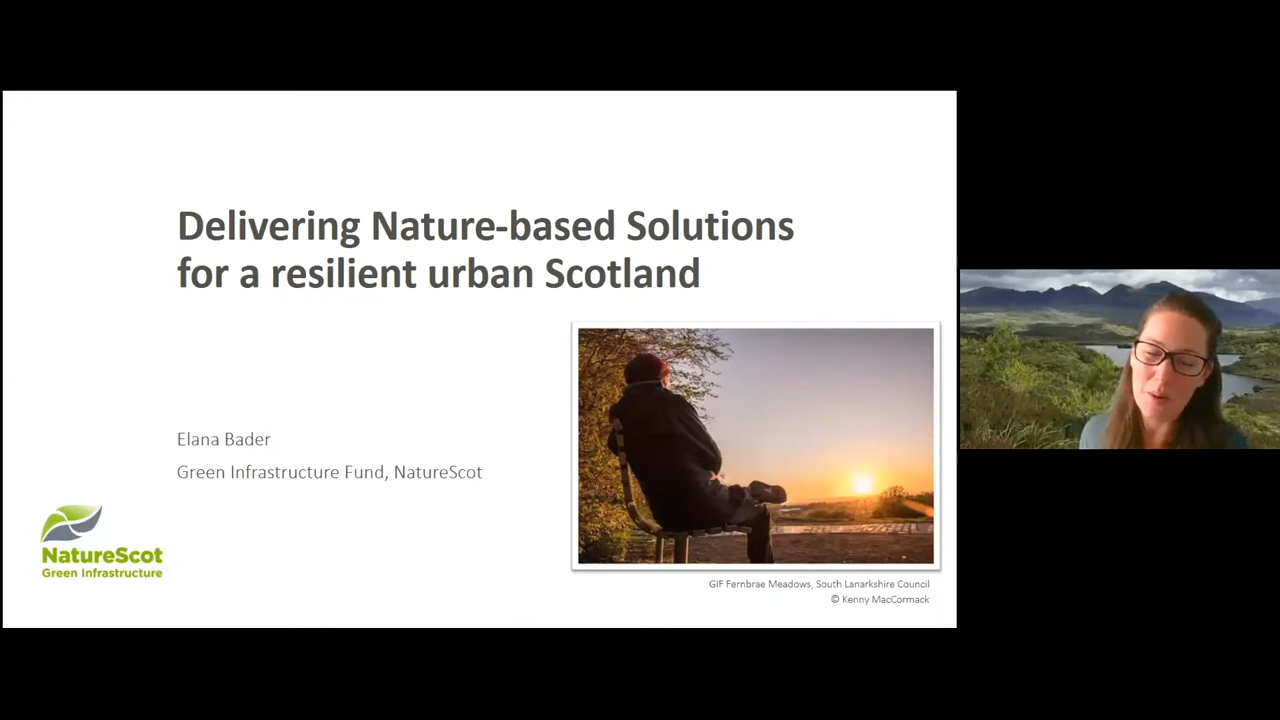 Delivering Nature-based Solutions
for a resilient urban Scotland
Elana Bader
Green Infrastructure Fund, NatureScot
NatureScot
Green Infrastructure
GIF Fernbrae Meadows, South Lanarkshire Council
© Kenny MacCormack